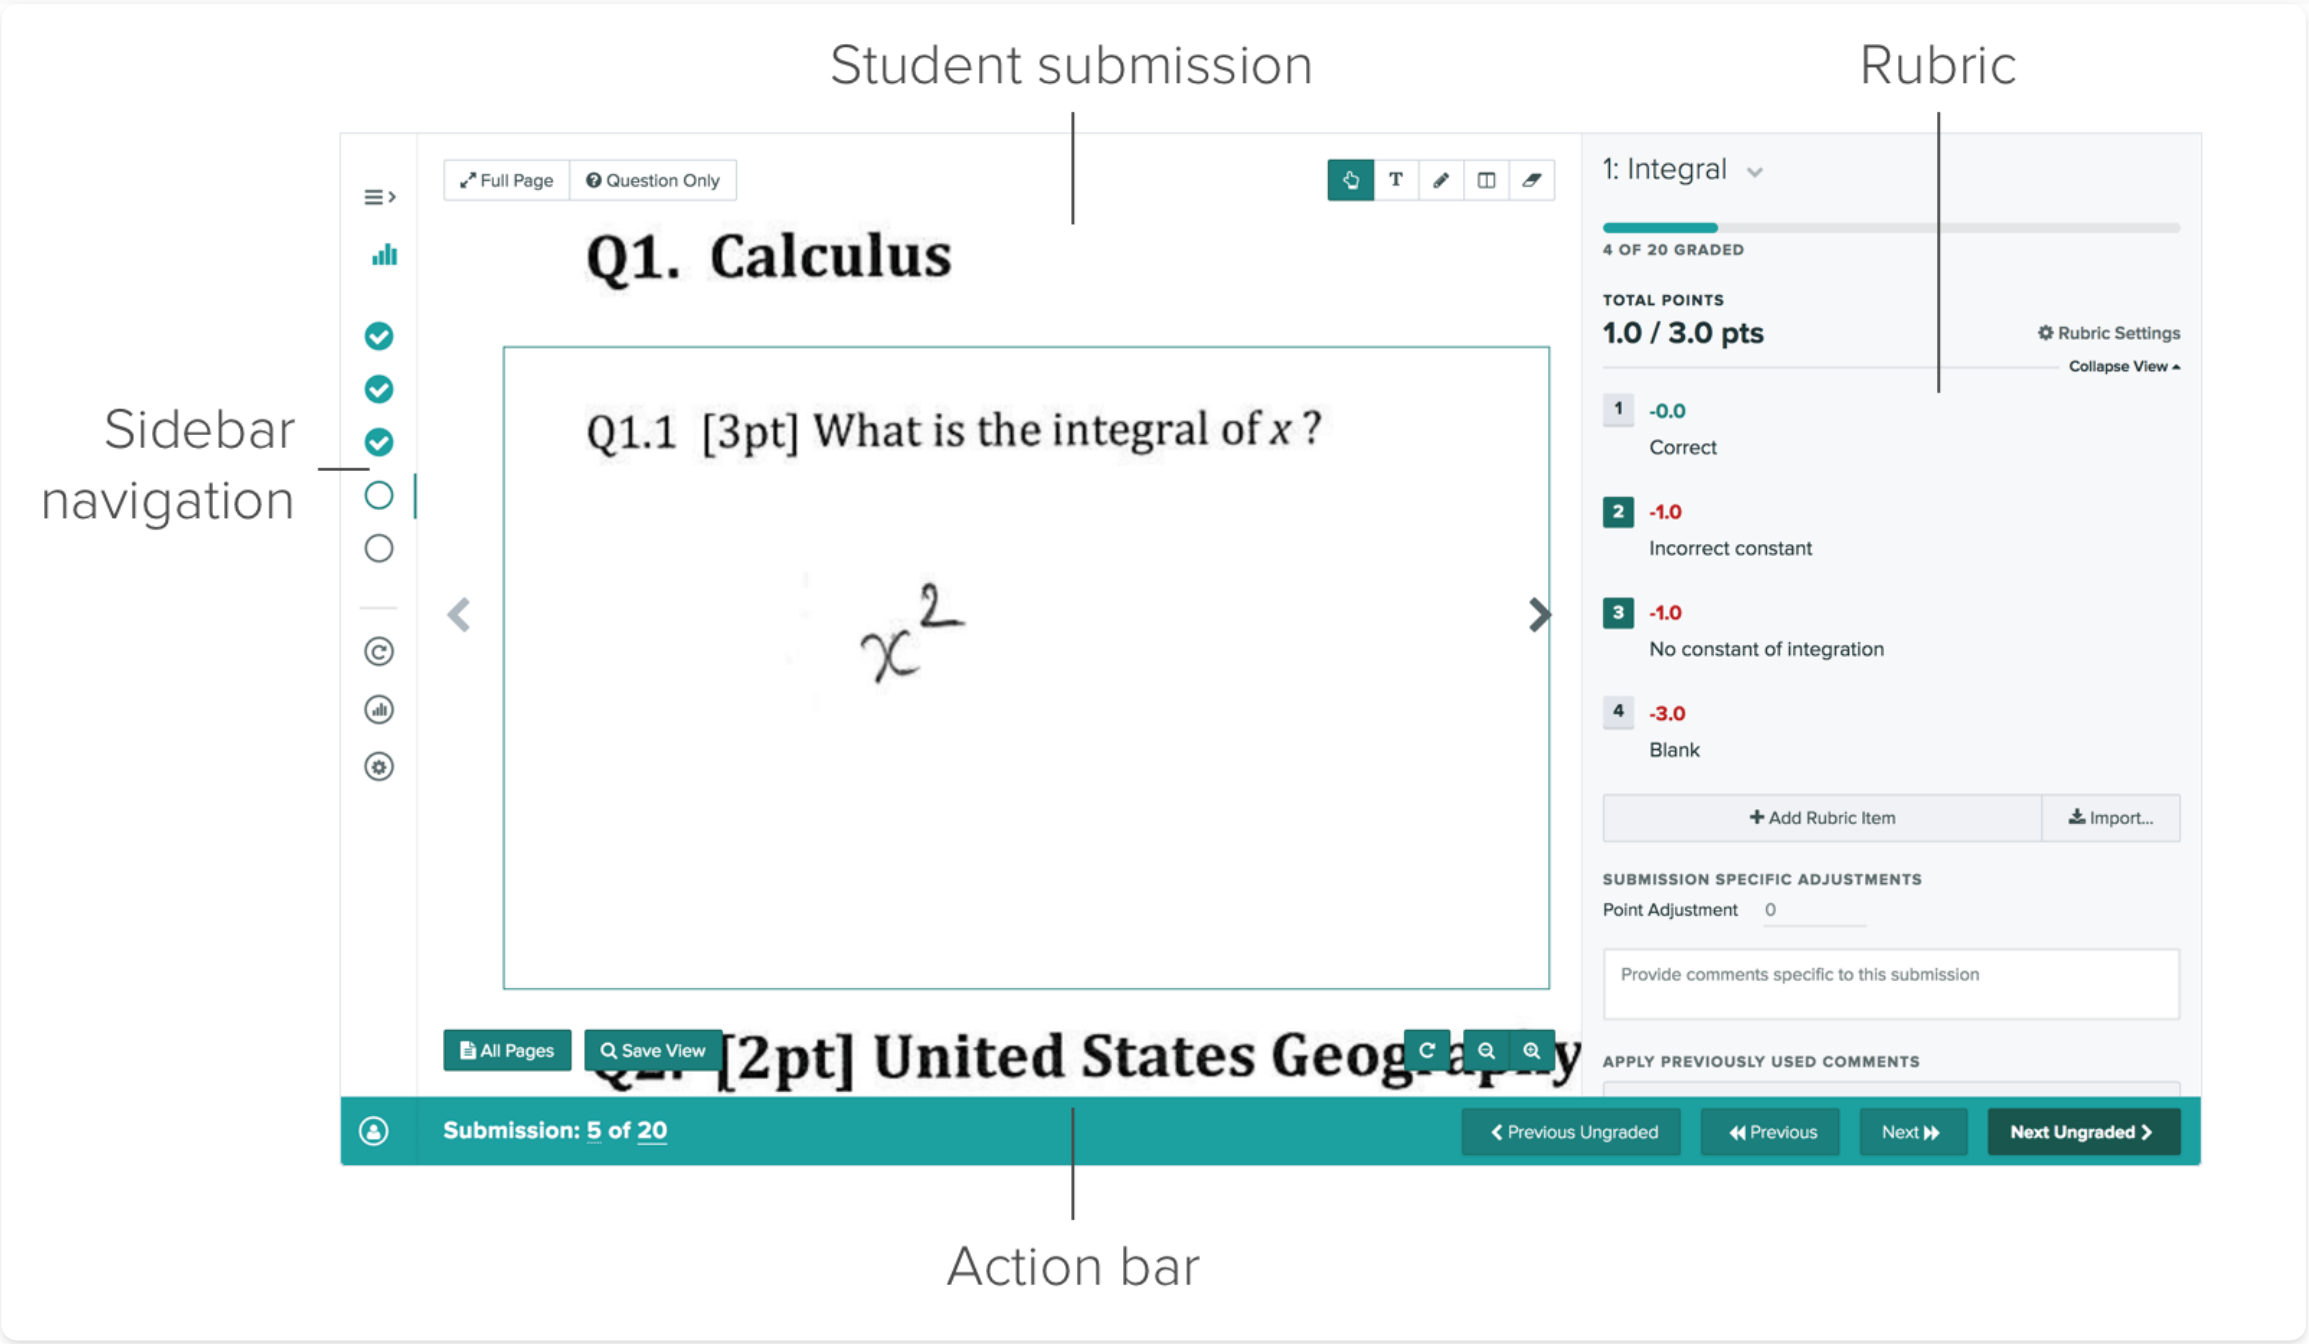 Student submission
Rubric
Sidebar
navigation
Full Page
Question Only
T
Q1. Calculus
Q1.1 [3pt] What is the integral of x ?
x²
All Pages
Save View
Q2. [2pt] United States Geography
1: Integral
4 OF 20 GRADED
TOTAL POINTS
1.0 / 3.0 pts
Rubric Settings
Collapse View
1 -0.0
Correct
2 -1.0
Incorrect constant
3 -1.0
No constant of integration
4 -3.0
Blank
+ Add Rubric Item
Import...
SUBMISSION SPECIFIC ADJUSTMENTS
Point Adjustment 0
Provide comments specific to this submission
APPLY PREVIOUSLY USED COMMENTS
Submission: 5 of 20
Previous Ungraded
Previous
Next
Next Ungraded
Action bar